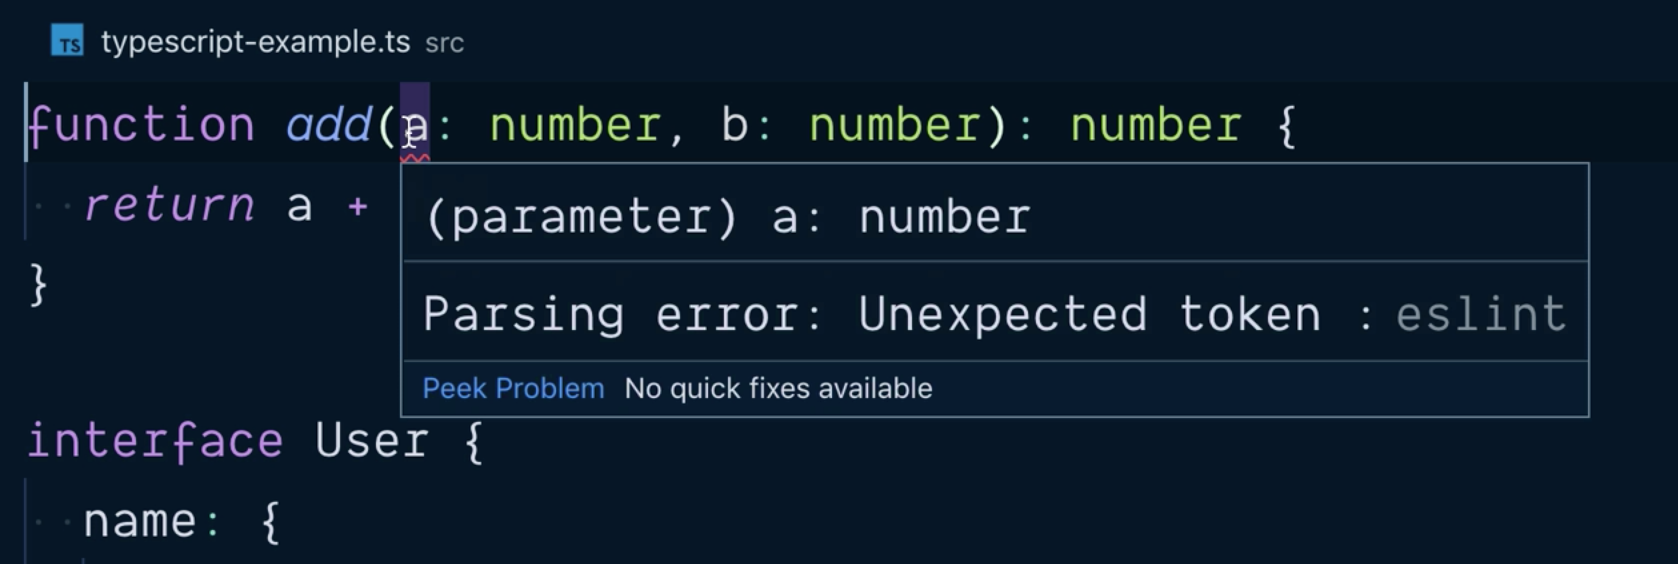 TS typescript-example.ts src
function add(a: number, b: number): number {
return a +
(parameter) a: number
}
Parsing error: Unexpected token : eslint
Peek Problem No quick fixes available
interface User {
name: {